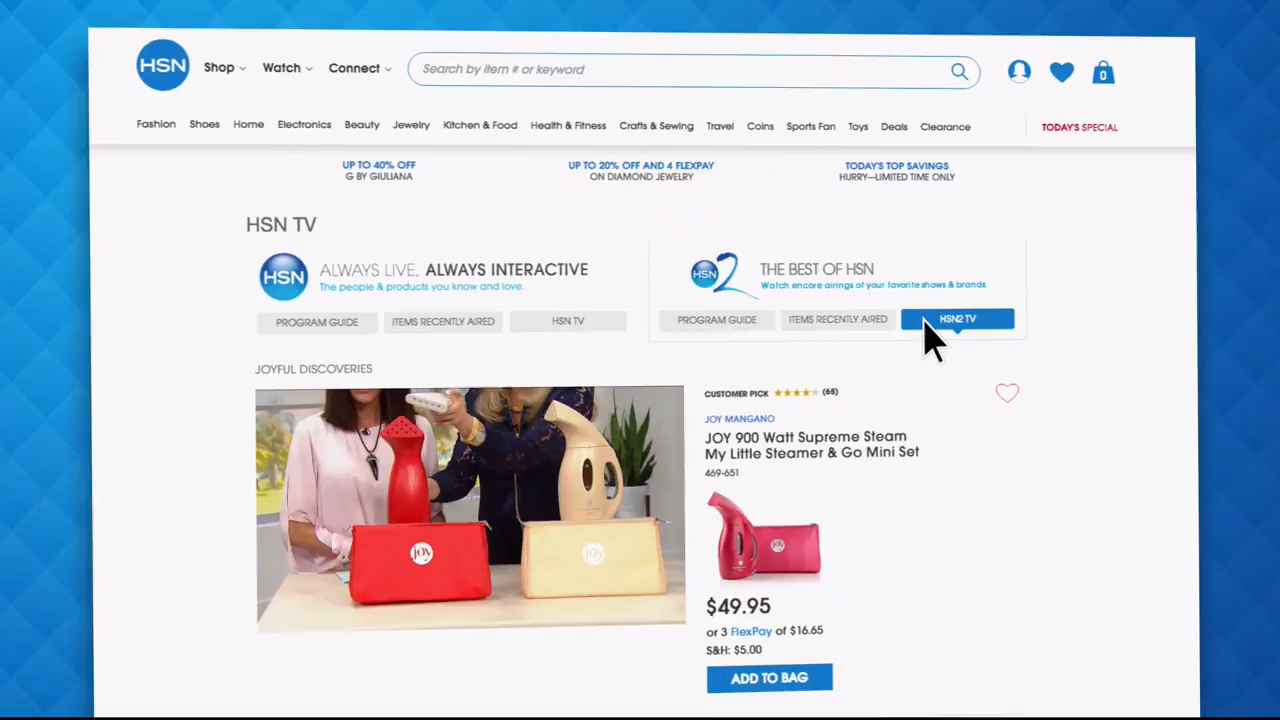 HSN
Shop
Watch
Connect
Search by item # or keyword
0
Fashion
Shoes
Home
Electronics
Beauty
Jewelry
Kitchen & Food
Health & Fitness
Crafts & Sewing
Travel
Coins
Sports Fan
Toys
Deals
Clearance
TODAY'S SPECIAL
UP TO 40% OFF
G BY GIULIANA
UP TO 20% OFF AND 4 FLEXPAY
ON DIAMOND JEWELRY
TODAY'S TOP SAVINGS
HURRY—LIMITED TIME ONLY
HSN TV
HSN
ALWAYS LIVE, ALWAYS INTERACTIVE
The people & products you know and love.
PROGRAM GUIDE
ITEMS RECENTLY AIRED
HSN TV
HSN2
THE BEST OF HSN
Watch encore airings of your favorite shows & brands.
PROGRAM GUIDE
ITEMS RECENTLY AIRED
HSN2 TV
JOYFUL DISCOVERIES
joy
joy
CUSTOMER PICK
(65)
JOY MANGANO
JOY 900 Watt Supreme Steam
My Little Steamer & Go Mini Set
469-651
joy
$49.95
or 3 FlexPay of $16.65
S&H: $5.00
ADD TO BAG